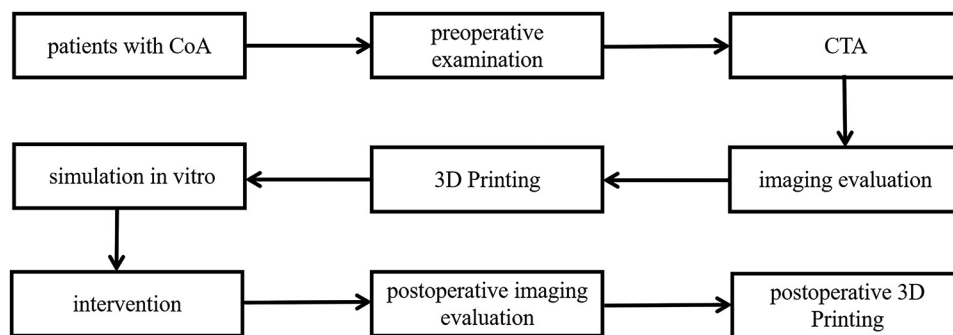 patients with CoA
preoperative
examination
CTA
imaging evaluation
3D Printing
simulation in vitro
intervention
postoperative imaging
evaluation
postoperative 3D
Printing